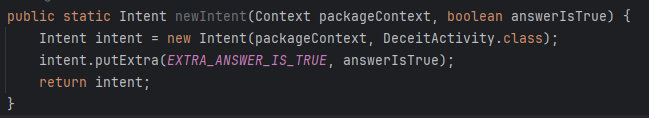 public static Intent newIntent(Context packageContext, boolean answerIsTrue) {
    Intent intent = new Intent(packageContext, DeceitActivity.class);
    intent.putExtra(EXTRA_ANSWER_IS_TRUE, answerIsTrue);
    return intent;
}